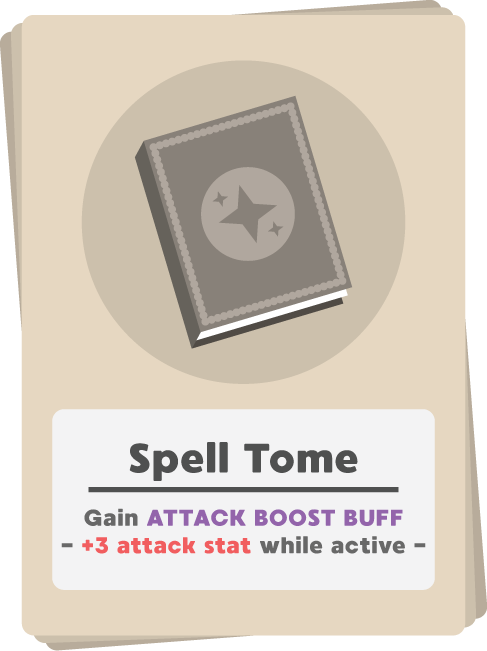 Spell Tome
Gain ATTACK BOOST BUFF
- +3 attack stat while active -